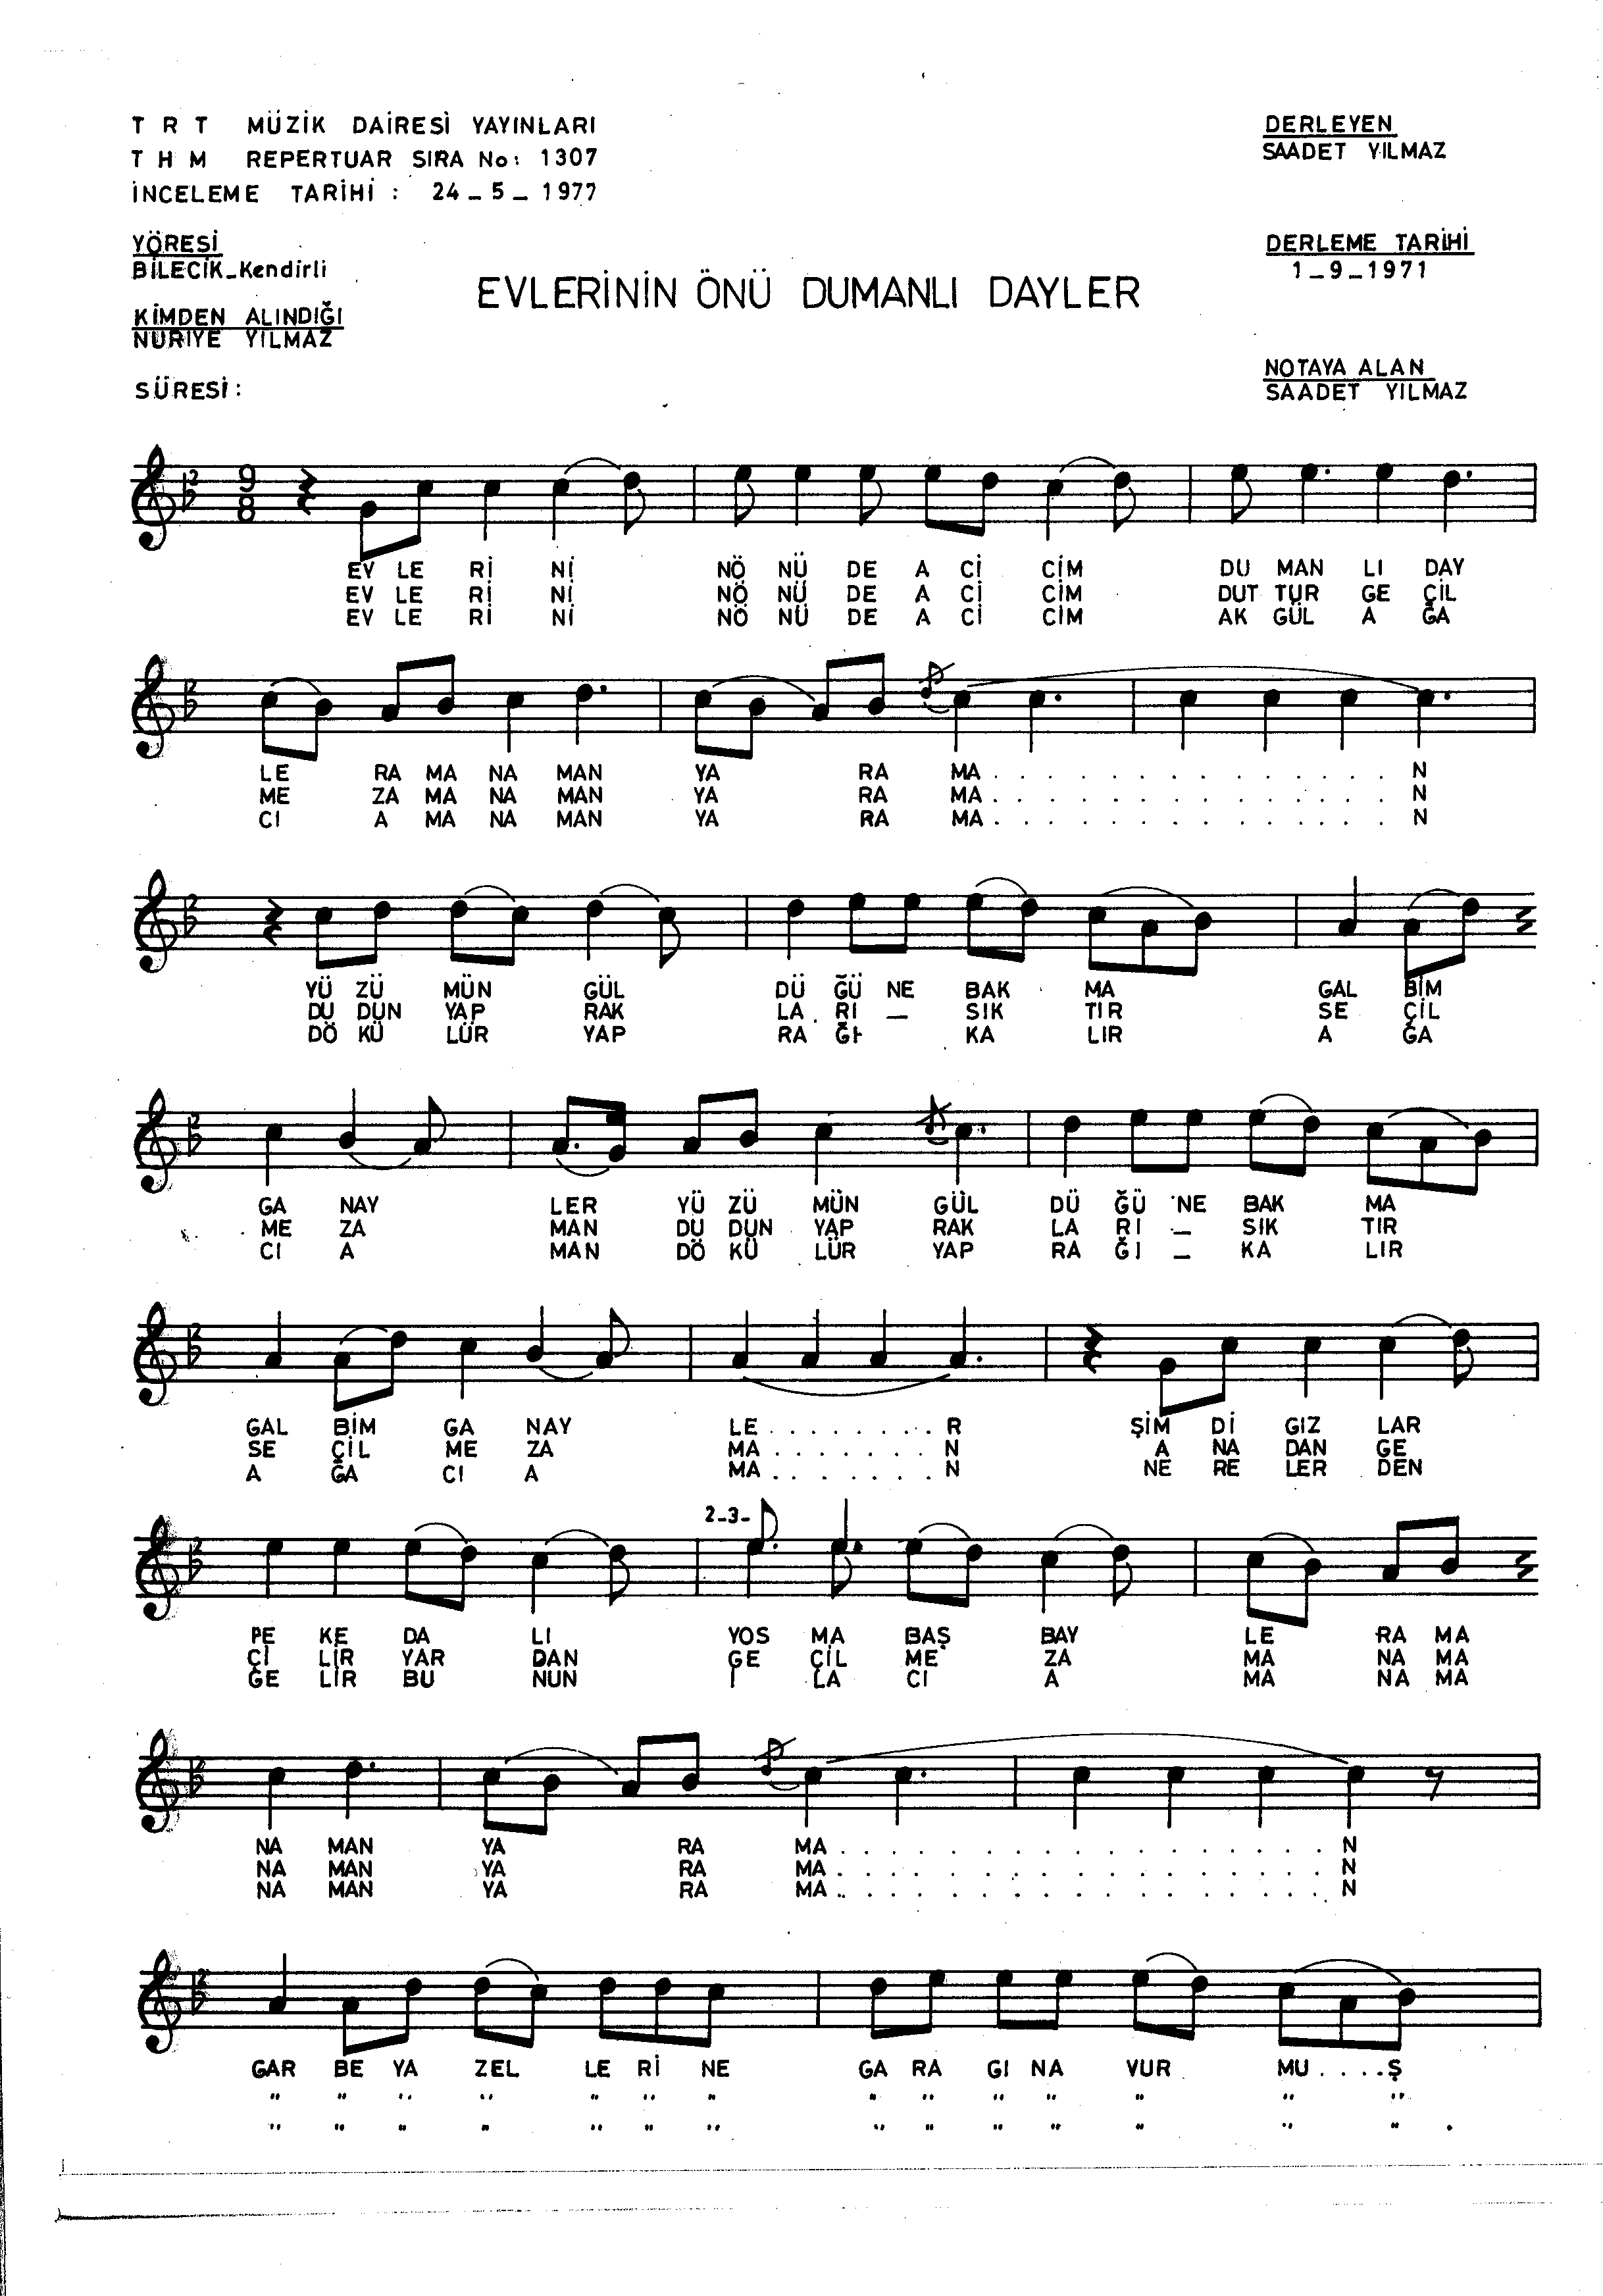 T R T MÜZİK DAİRESİ YAYINLARI
T H M REPERTUAR SIRA No: 1307
İNCELEME TARİHİ : 24_5_1977
DERLEYEN
SAADET YILMAZ
YÖRESİ
BİLECİK_Kendirli
DERLEME TARİHİ
1_9_1971
EVLERİNİN ÖNÜ DUMANLI DAYLER
KİMDEN ALINDIĞI
NURİYE YILMAZ
NOTAYA ALAN
SAADET YILMAZ
SÜRESİ:
9
8
EV LE Rİ Nİ NÖ NÜ DE A Cİ CİM DU MAN LI DAY
EV LE Rİ Nİ NÖ NÜ DE A Cİ CİM DUT TUR GE ÇİL
EV LE Rİ Nİ NÖ NÜ DE A Cİ CİM AK GÜL A ĞA
LE RA MA NA MAN YA RA MA . . . . . . . . . . . . . . . N
ME ZA MA NA MAN YA RA MA . . . . . . . . . . . . . . . N
CI A MA NA MAN YA RA MA . . . . . . . . . . . . . . . N
YÜ ZÜ MÜN GÜL DÜ ĞÜ NE BAK MA GAL BİM
DU DUN YAP RAK LA RI _ SIK TIR SE ÇİL
DÖ KÜ LÜR YAP RA ĞI KA LIR A ĞA
GA NAY LER YÜ ZÜ MÜN GÜL DÜ ĞÜ NE BAK MA
ME ZA MAN DU DUN YAP RAK LA RI _ SIK TIR
CI A MAN DÖ KÜ LÜR YAP RA ĞI _ KA LIR
GAL BİM GA NAY LE . . . . . . . . R ŞİM Dİ GIZ LAR
SE ÇİL ME ZA MA . . . . . . . N A NA DAN GE
A ĞA CI A MA . . . . . . . N NE RE LER DEN
2_3_
PE KE DA LI YOS MA BAŞ BAY LE RA MA
Çİ LİR YAR DAN GE ÇİL ME ZA MA NA MA
GE LİR BU NUN İ LA CI A MA NA MA
NA MAN YA RA MA . . . . . . . . . . . . . . . . . N
NA MAN YA RA MA . . . . . . . . . . . . . . . . . N
NA MAN YA RA MA . . . . . . . . . . . . . . . . . N
GAR BE YA ZEL LE Rİ NE GA RA GI NA VUR MU . . . . Ş
" " " " " " " " " " " " " "
" " " " " " " " " " " " " "